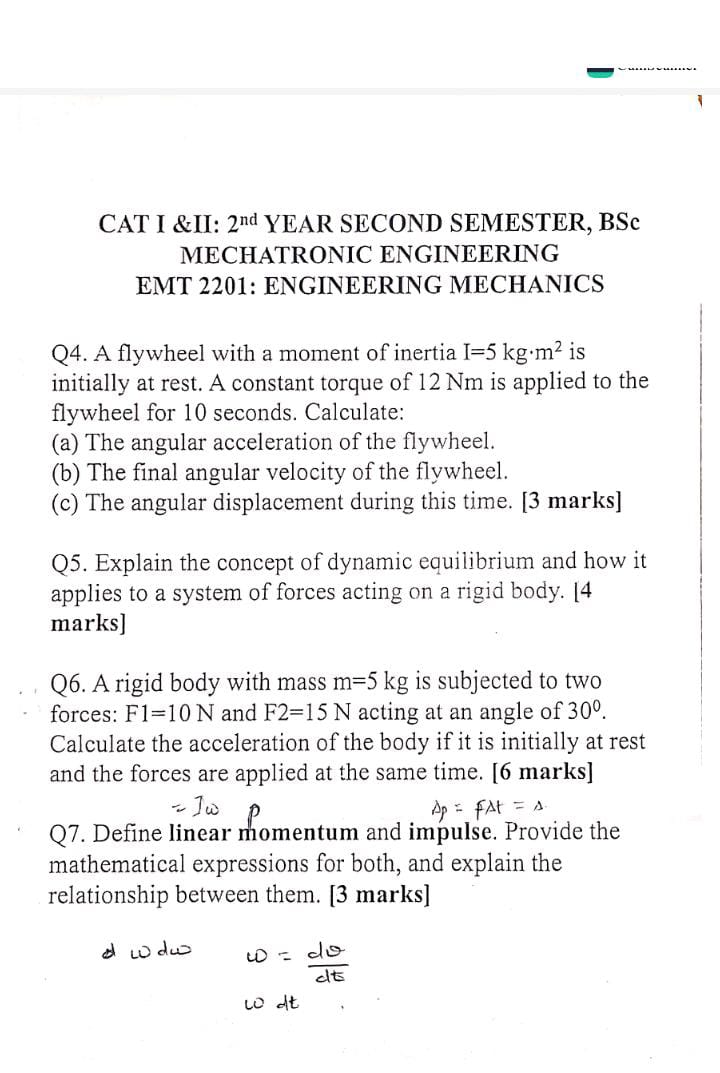 CAT I &II: 2nd YEAR SECOND SEMESTER, BSc
MECHATRONIC ENGINEERING
EMT 2201: ENGINEERING MECHANICS
Q4. A flywheel with a moment of inertia I=5 kg·m² is
initially at rest. A constant torque of 12 Nm is applied to the
flywheel for 10 seconds. Calculate:
(a) The angular acceleration of the flywheel.
(b) The final angular velocity of the flywheel.
(c) The angular displacement during this time. [3 marks]
Q5. Explain the concept of dynamic equilibrium and how it
applies to a system of forces acting on a rigid body. [4
marks]
Q6. A rigid body with mass m=5 kg is subjected to two
forces: F1=10 N and F2=15 N acting at an angle of 30⁰.
Calculate the acceleration of the body if it is initially at rest
and the forces are applied at the same time. [6 marks]
= Iω p Δp = fΔt =
Q7. Define linear momentum and impulse. Provide the
mathematical expressions for both, and explain the
relationship between them. [3 marks]
ω dω ω = dθ
dt
ω dt